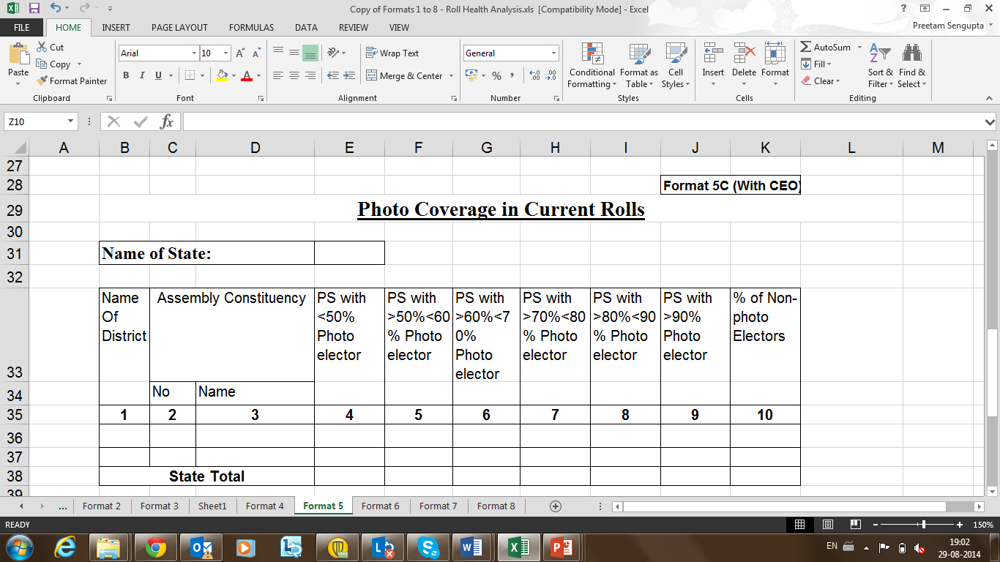 Copy of Formats 1 to 8 - Roll Health Analysis.xls [Compatibility Mode] - Excel
?
FILE HOME INSERT PAGE LAYOUT FORMULAS DATA REVIEW VIEW
Preetam Sengupta
Paste
Cut
Copy
Format Painter
Clipboard
Arial 10
A A
B I U A
Font
Wrap Text
Merge & Center
Alignment
General
% , .0 .00 .00 .0
Number
Conditional Formatting
Format as Table
Cell Styles
Styles
Insert Delete Format
Cells
AutoSum
Fill
Clear
Sort & Filter
Find & Select
Editing
Z10 fx
A B C D E F G H I J K L M
27
28 Format 5C (With CEO)
29 Photo Coverage in Current Rolls
30
31 Name of State:
32
33
Name Of District
Assembly Constituency
PS with <50% Photo elector
PS with >50%<60% Photo elector
PS with >60%<70% Photo elector
PS with >70%<80% Photo elector
PS with >80%<90% Photo elector
PS with >90% Photo elector
% of Non-photo Electors
34 No Name
35 1 2 3 4 5 6 7 8 9 10
36
37
38 State Total
39
... Format 2 Format 3 Sheet1 Format 4 Format 5 Format 6 Format 7 Format 8
READY
150%
EN
19:02
29-08-2014